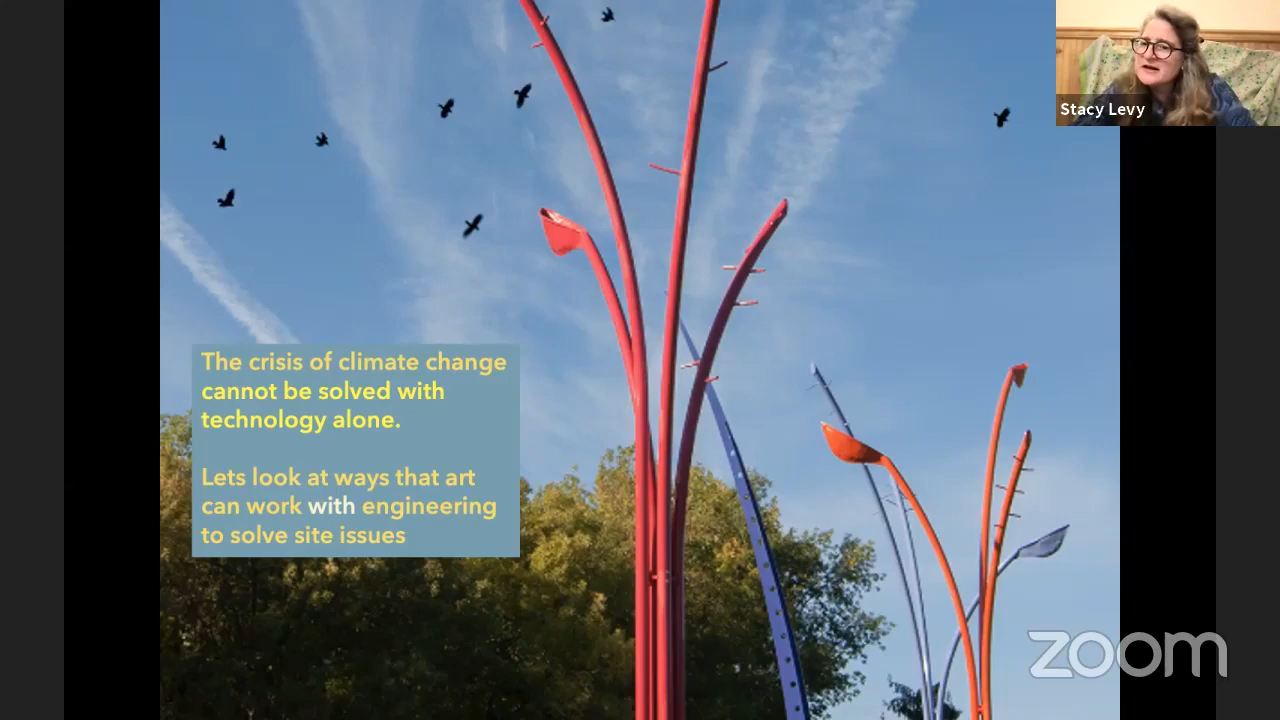 Stacy Levy
The crisis of climate change
cannot be solved with
technology alone.
Lets look at ways that art
can work with engineering
to solve site issues
zoom